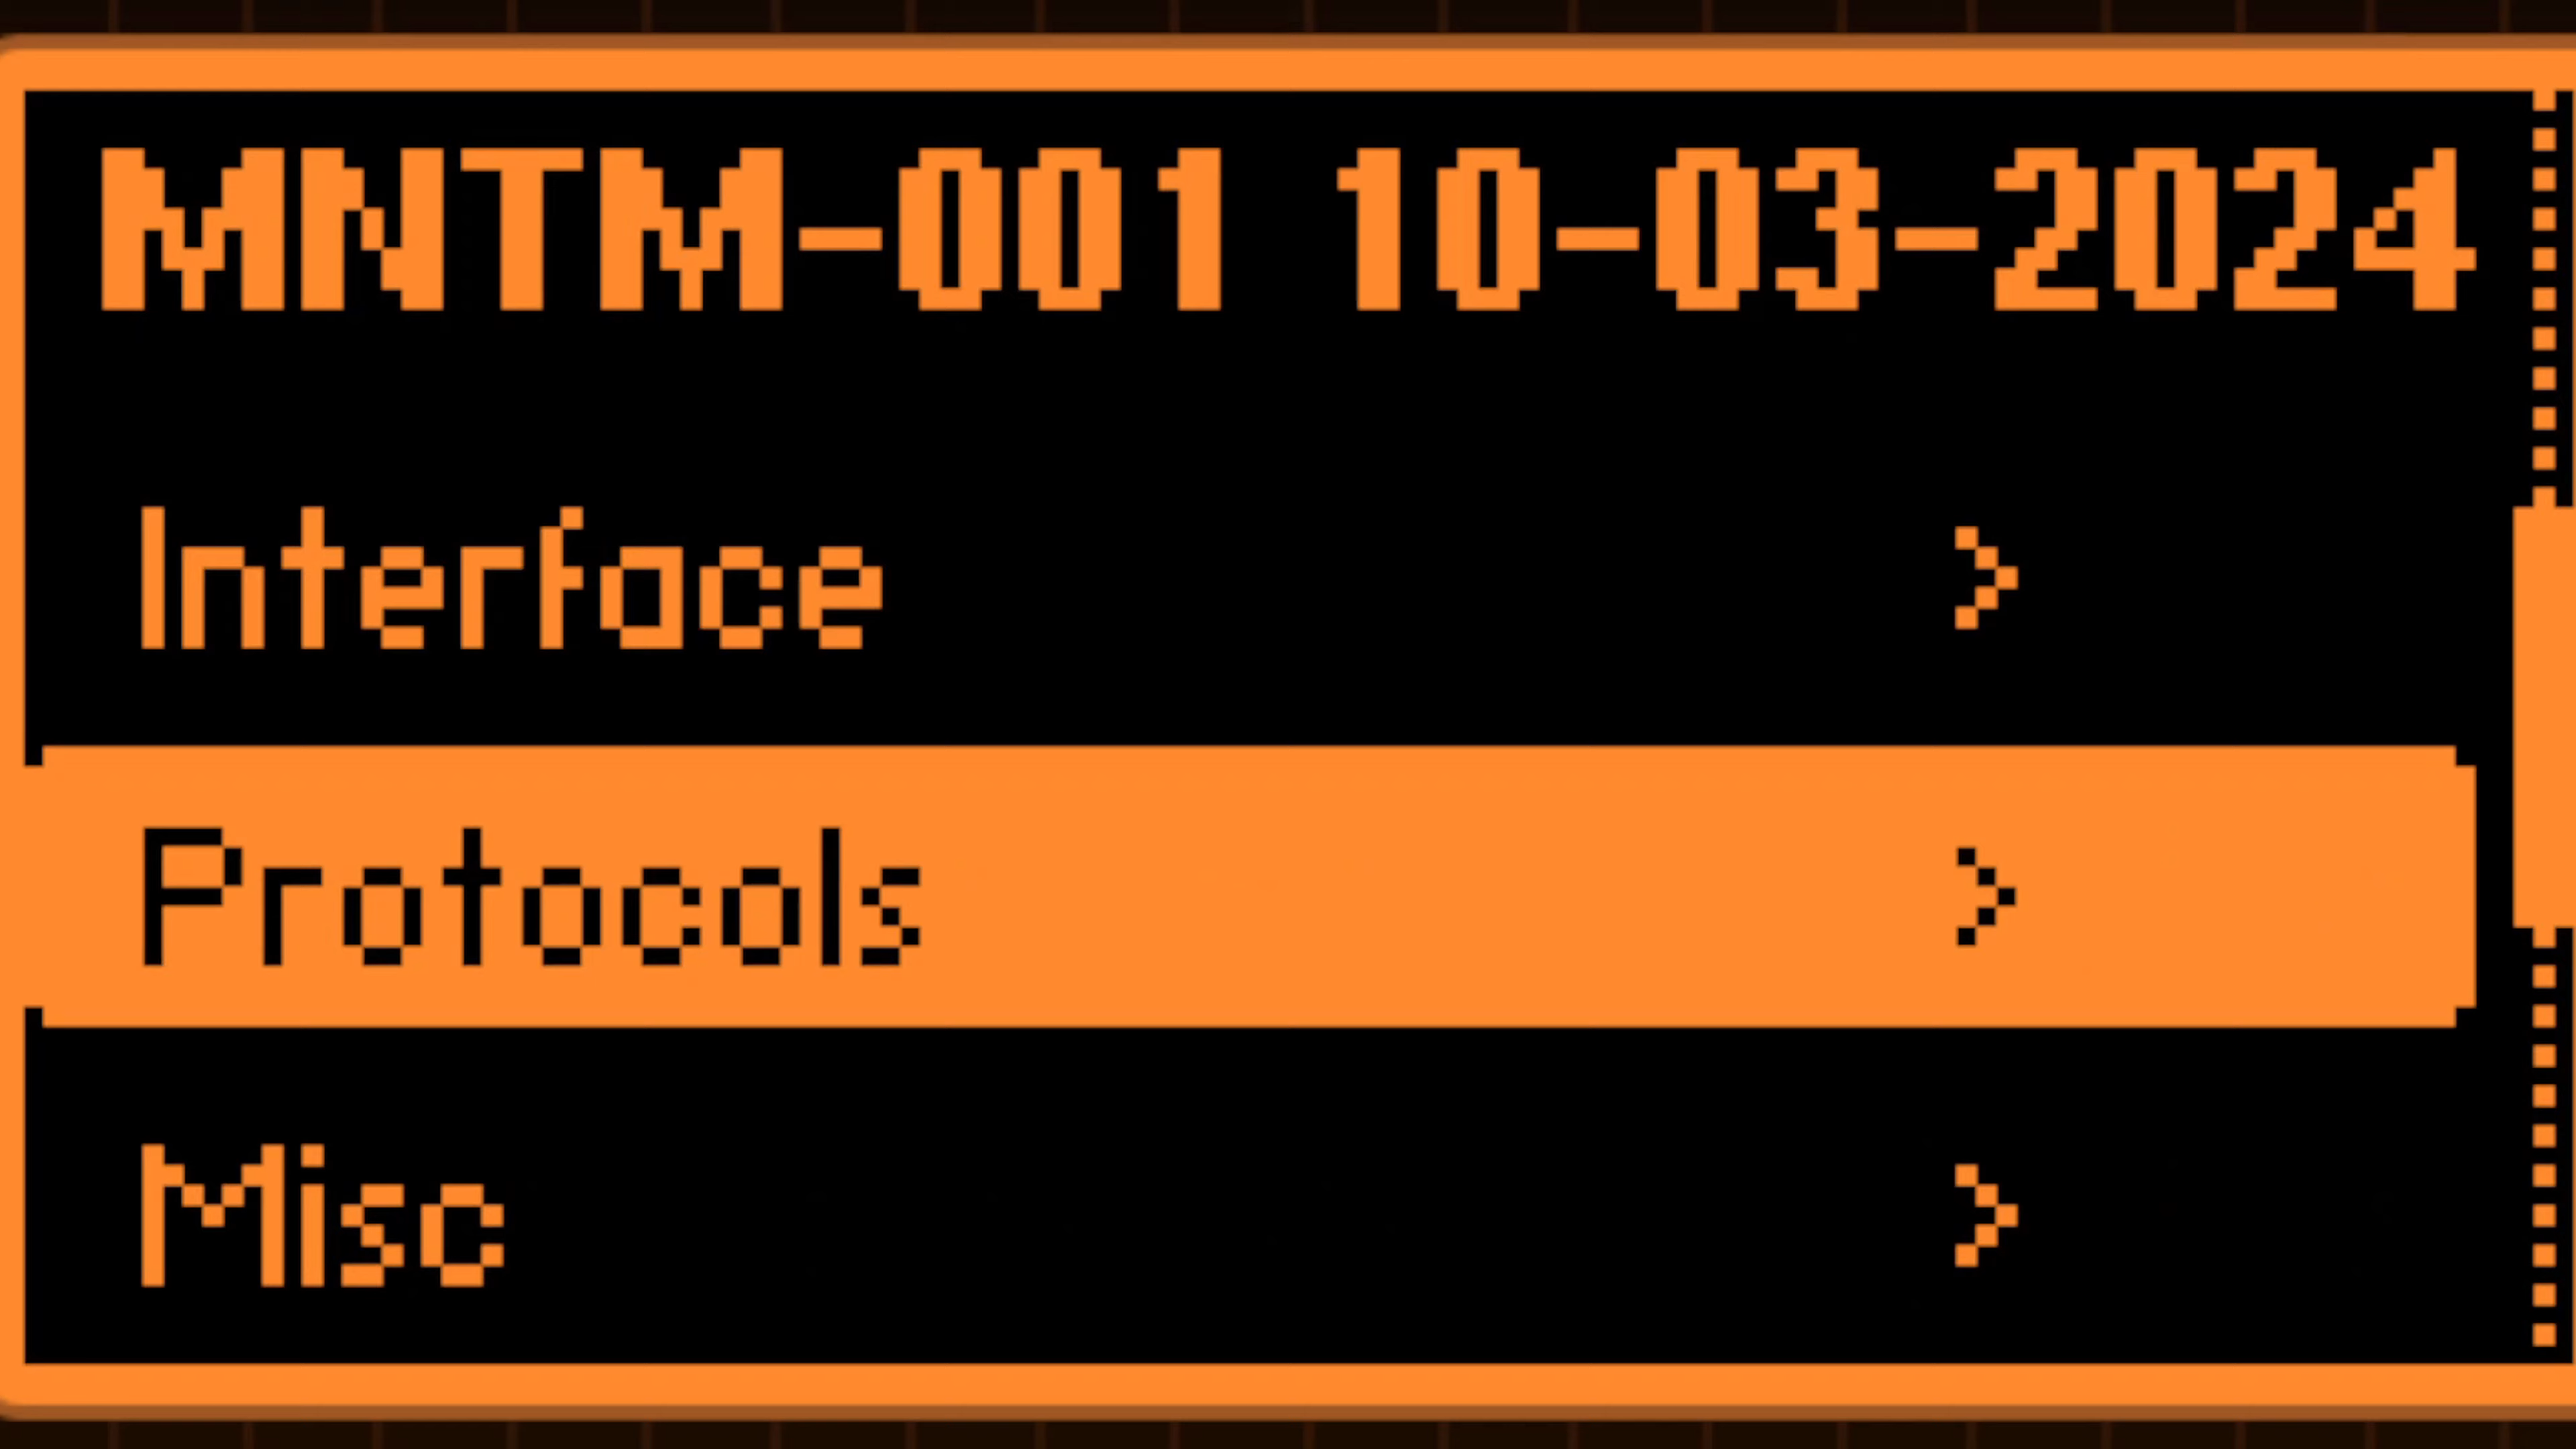 MNTM-001 10-03-2024
Interface >
Protocols >
Misc >